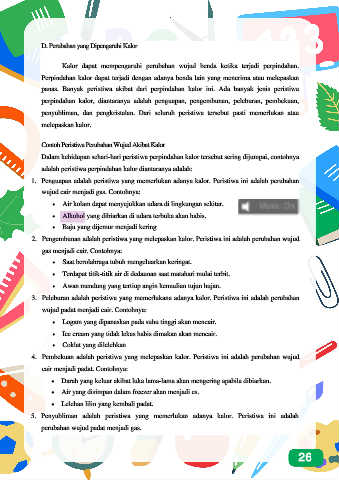 D. Perubahan yang Dipengaruhi Kalor
Kalor dapat mempengaruhi perubahan wujud benda ketika terjadi perpindahan.
Perpindahan kalor dapat terjadi dengan adanya benda lain yang menerima atau melepaskan
panas. Banyak peristiwa akibat dari perpindahan kalor ini. Ada banyak jenis peristiwa
perpindahan kalor, diantaranya adalah penguapan, pengembunan, peleburan, pembekuan,
penyubliman, dan pengkristalan. Dari seluruh peristiwa tersebut pasti memerlukan atau
melepaskan kalor.
Contoh Peristiwa Perubahan Wujud Akibat Kalor
Dalam kehidupan sehari-hari peristiwa perpindahan kalor tersebut sering dijumpai, contohnya
adalah peristiwa perpindahan kalor diantaranya adalah:
1. Penguapan adalah peristiwa yang memerlukan adanya kalor. Peristiwa ini adalah perubahan
wujud cair menjadi gas. Contohnya:
• Air kolam dapat menyejukkan udara di lingkungan sekitar.
• Alkohol yang dibiarkan di udara terbuka akan habis.
• Baju yang dijemur menjadi kering
2. Pengembunan adalah peristiwa yang melepaskan kalor. Peristiwa ini adalah perubahan wujud
gas menjadi cair. Contohnya:
• Saat berolahraga tubuh mengeluarkan keringat.
• Terdapat titik-titik air di dedaunan saat matahari mulai terbit.
• Awan mendung yang tertiup angin kemudian turun hujan.
3. Peleburan adalah peristiwa yang memerlukana adanya kalor. Peristiwa ini adalah perubahan
wujud padat menjadi cair. Contohnya:
• Logam yang dipanaskan pada suhu tinggi akan mencair.
• Ice cream yang tidak lekas habis dimakan akan mencair.
• Coklat yang dilelehkan
4. Pembekuan adalah peristiwa yang melepaskan kalor. Peristiwa ini adalah perubahan wujud
cair menjadi padat. Contohnya:
• Darah yang keluar akibat luka lama-lama akan mengering apabila dibiarkan.
• Air yang disimpan dalam freezer akan menjadi es.
• Lelehan lilin yang kembali padat.
5. Penyubliman adalah peristiwa yang memerlukan adanya kalor. Peristiwa ini adalah
perubahan wujud padat menjadi gas.
26